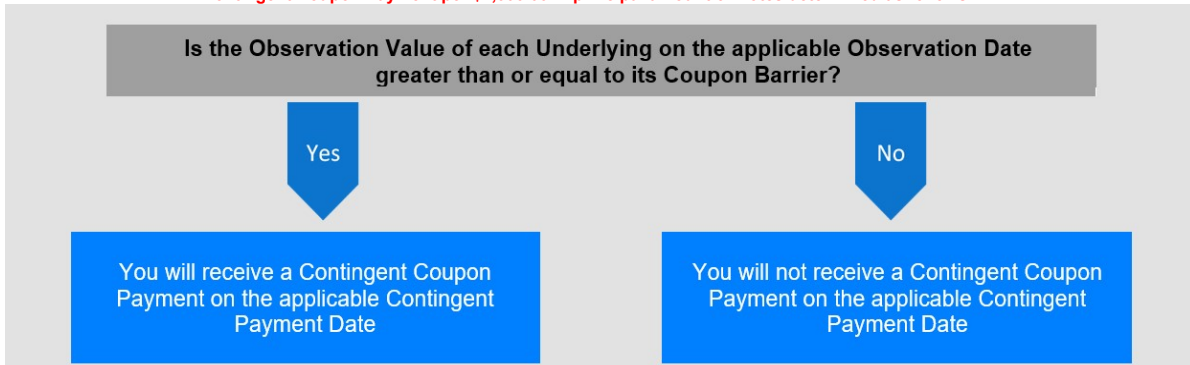 Is the Observation Value of each Underlying on the applicable Observation Date
greater than or equal to its Coupon Barrier?
Yes
No
You will receive a Contingent Coupon
Payment on the applicable Contingent
Payment Date
You will not receive a Contingent Coupon
Payment on the applicable Contingent
Payment Date